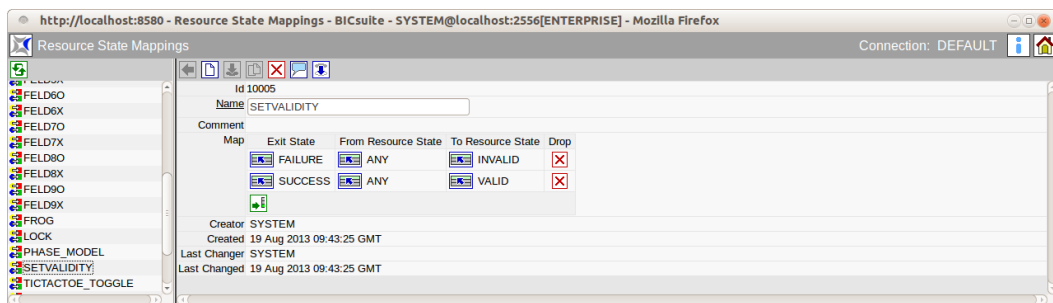 http://localhost:8580 - Resource State Mappings - BICsuite - SYSTEM@localhost:2556[ENTERPRISE] - Mozilla Firefox
Resource State Mappings Connection: DEFAULT
FELD6O
FELD6X
FELD7O
FELD7X
FELD8O
FELD8X
FELD9O
FELD9X
FROG
LOCK
PHASE_MODEL
SETVALIDITY
TICTACTOE_TOGGLE
Id 10005
Name SETVALIDITY
Comment
Map Exit State From Resource State To Resource State Drop
FAILURE ANY INVALID
SUCCESS ANY VALID
Creator SYSTEM
Created 19 Aug 2013 09:43:25 GMT
Last Changer SYSTEM
Last Changed 19 Aug 2013 09:43:25 GMT